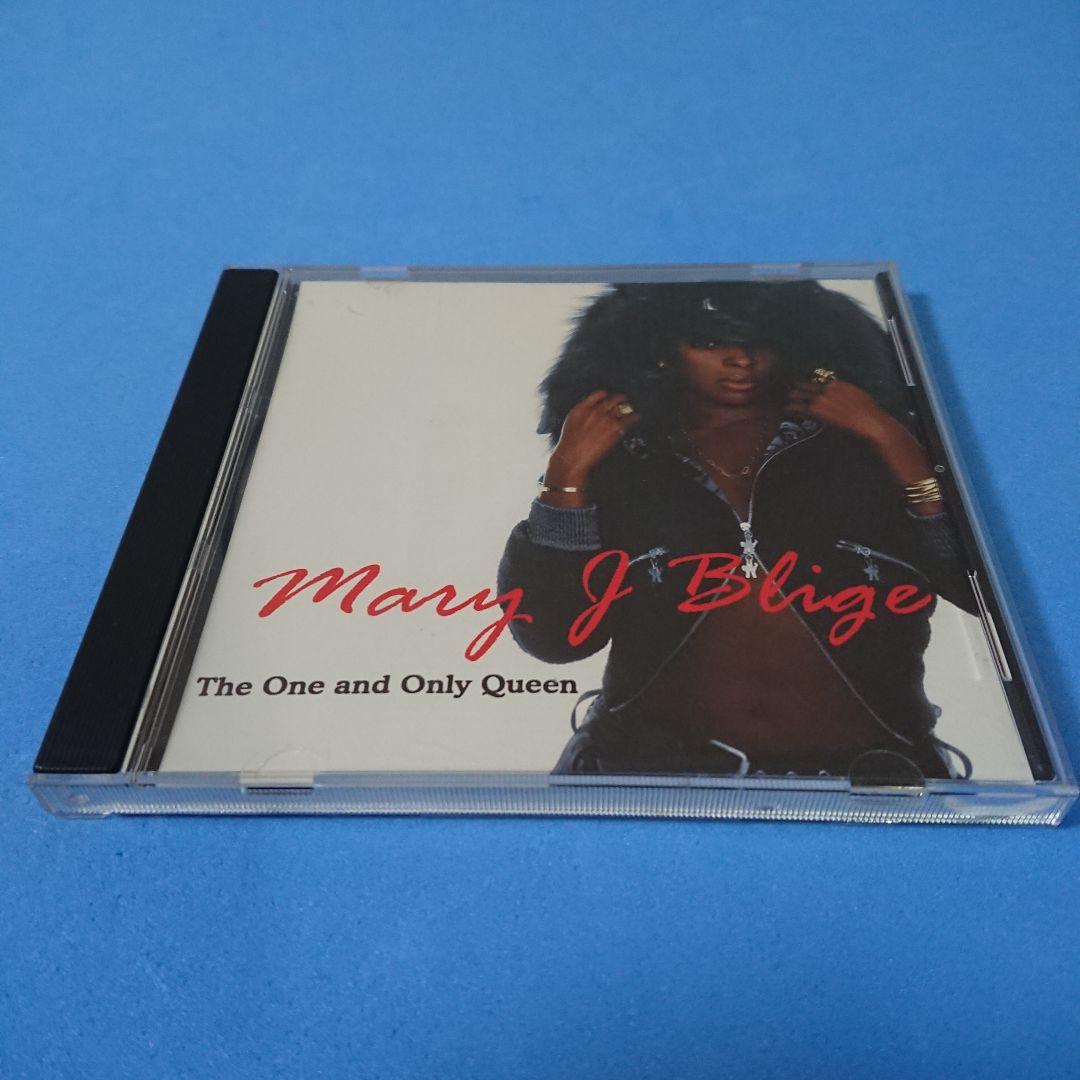 Mary J Blige
The One and Only Queen